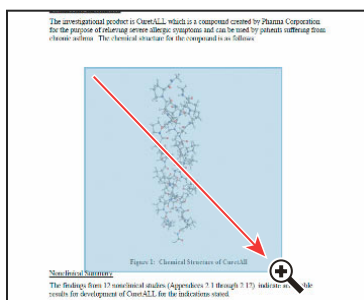 The investigational product is CuretALL which is a compound created by Pharma Corporation
for the purpose of relieving severe allergic symptoms and can be used by patients suffering from
chronic asthma. The chemical structure for the compound is as follows
Figure 1: Chemical Structure of CuretAll
Nonclinical Summary
The findings from 12 nonclinical studies (Appendices 2.1 through 2.12) indicate
results for development of CuretALL for the indications stated.